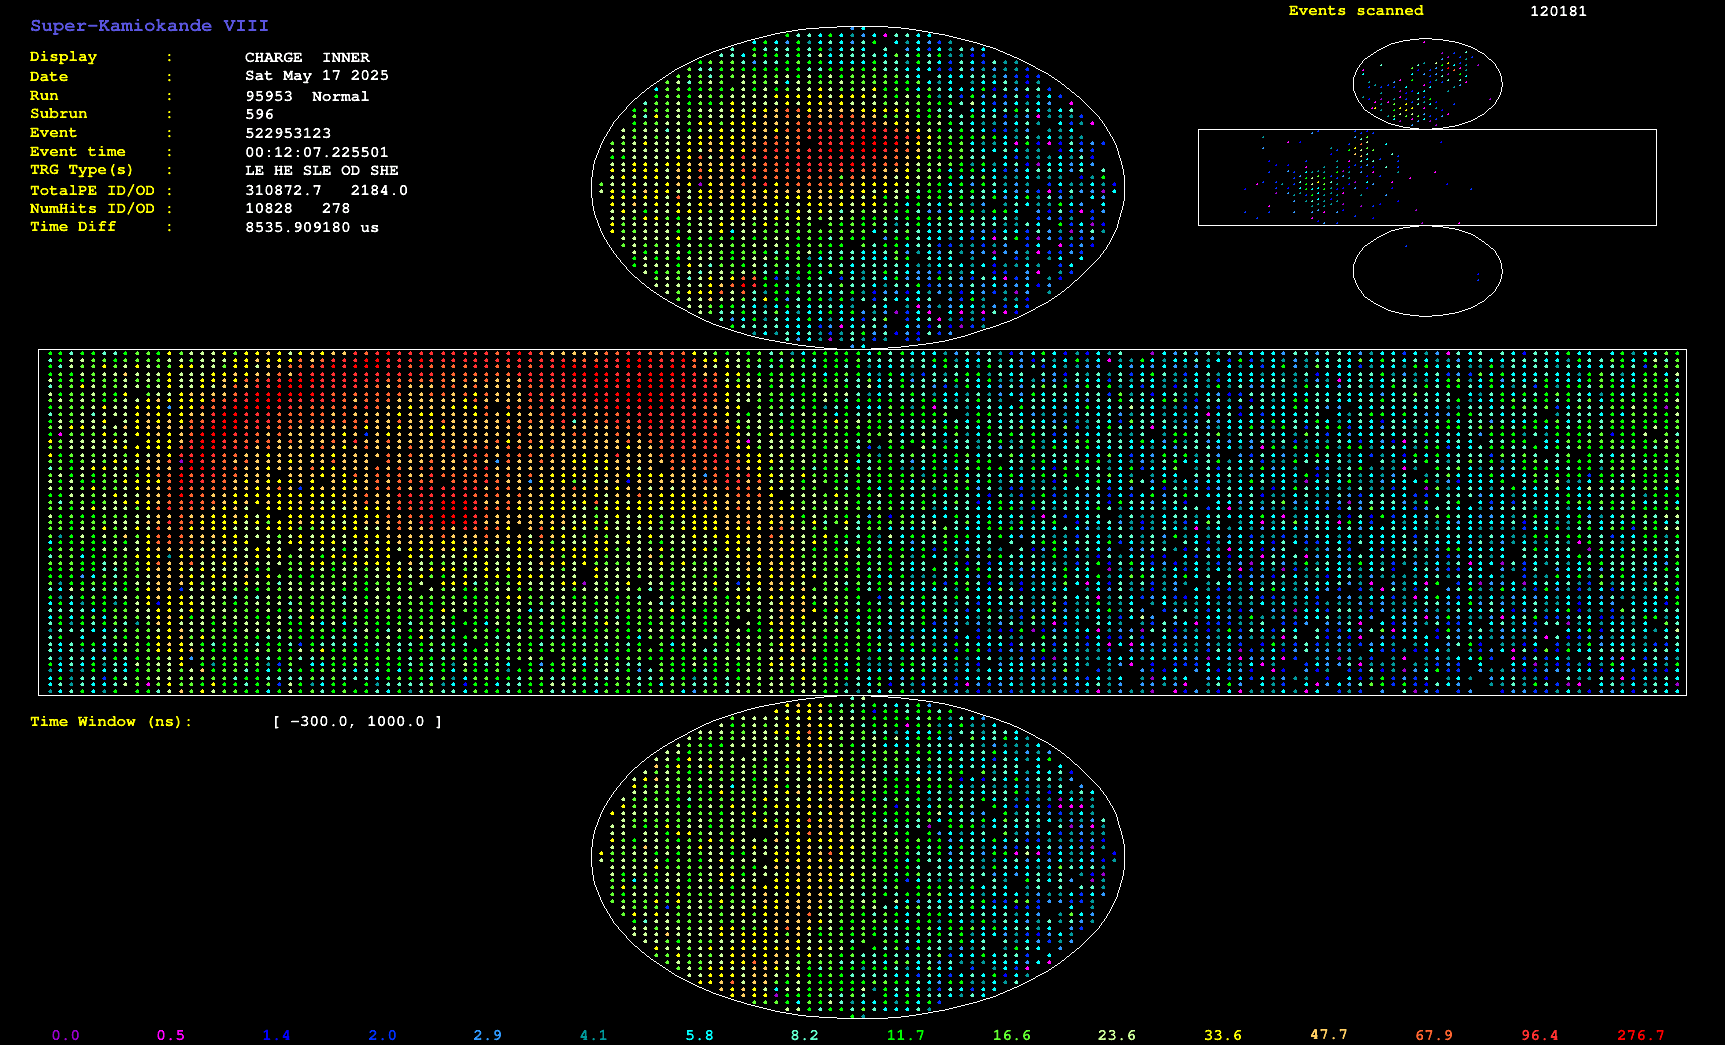 Super-Kamiokande VIII
Events scanned 120181
Display : CHARGE INNER
Date : Sat May 17 2025
Run : 95953 Normal
Subrun : 596
Event : 522953123
Event time : 00:12:07.225501
TRG Type(s) : LE HE SLE OD SHE
TotalPE ID/OD : 310872.7 2184.0
NumHits ID/OD : 10828 278
Time Diff : 8535.909180 us
Time Window (ns): [ -300.0, 1000.0 ]
0.0 0.5 1.4 2.0 2.9 4.1 5.8 8.2 11.7 16.6 23.6 33.6 47.7 67.9 96.4 276.7